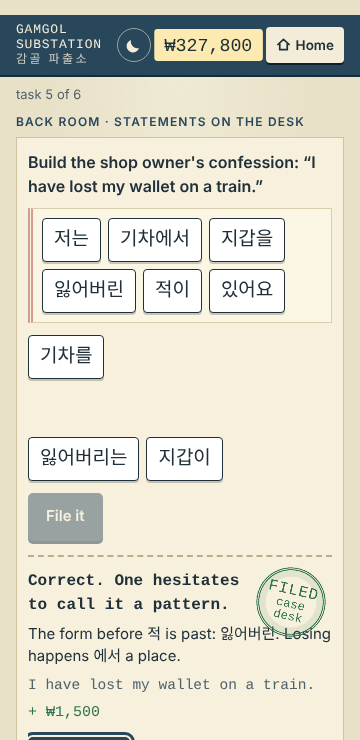 GAMGOL
SUBSTATION
감골 파출소
₩327,800
Home
task 5 of 6
BACK ROOM · STATEMENTS ON THE DESK
Build the shop owner's confession: “I
have lost my wallet on a train.”
저는 기차에서 지갑을
잃어버린 적이 있어요
기차를
잃어버리는 지갑이
File it
Correct. One hesitates
to call it a pattern.
FILED
case
desk
The form before 적 is past: 잃어버린. Losing
happens 에서 a place.
I have lost my wallet on a train.
+ ₩1,500